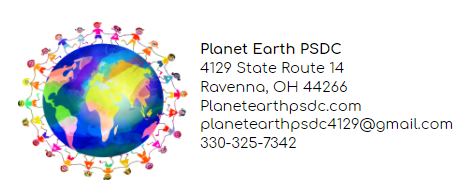 Planet Earth PSDC
4129 State Route 14
Ravenna, OH 44266
Planetearthpsdc.com
planetearthpsdc4129@gmail.com
330-325-7342